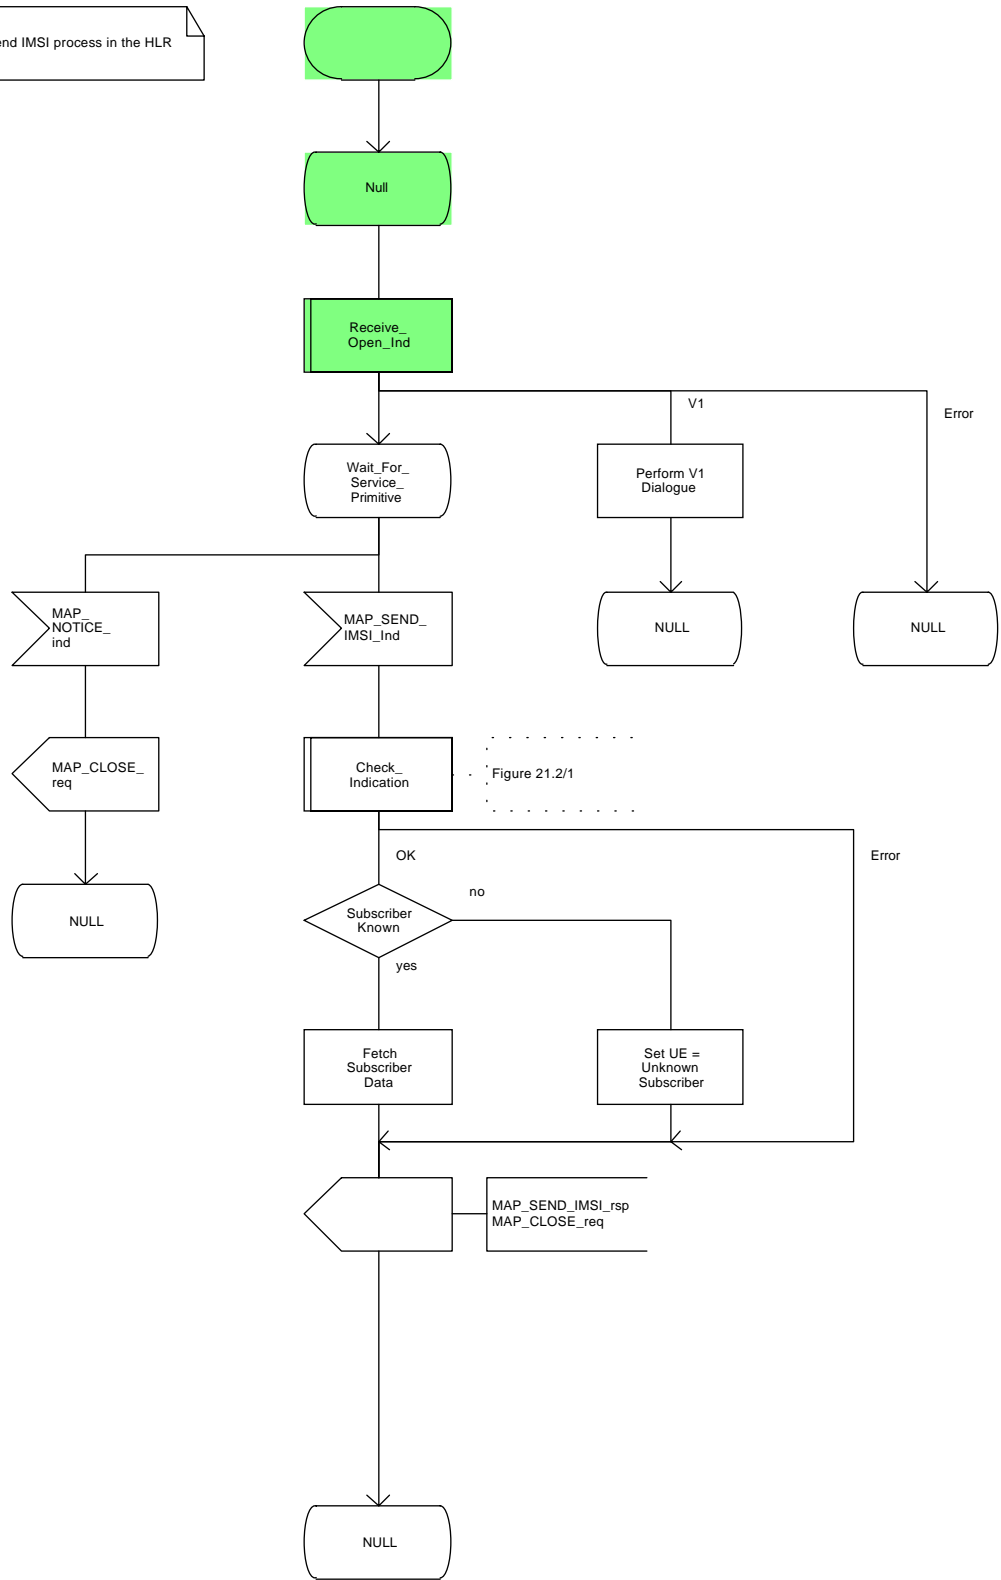 end IMSI process in the HLR
Null
Receive_
Open_Ind
V1
Error
Wait_For_
Service_
Primitive
Perform V1
Dialogue
MAP_
NOTICE_
ind
MAP_SEND_
IMSI_Ind
NULL
NULL
MAP_CLOSE_
req
Check_
Indication
Figure 21.2/1
OK
Error
no
NULL
Subscriber
Known
yes
Fetch
Subscriber
Data
Set UE =
Unknown
Subscriber
MAP_SEND_IMSI_rsp
MAP_CLOSE_req
NULL